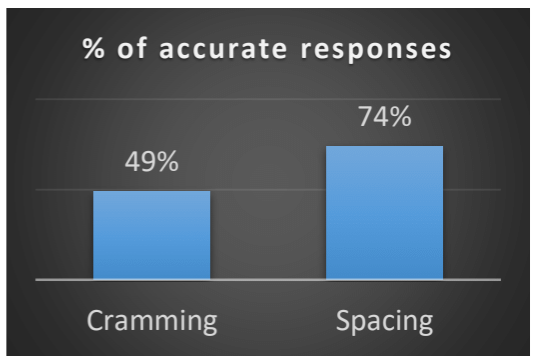 % of accurate responses
74%
49%
Cramming
Spacing